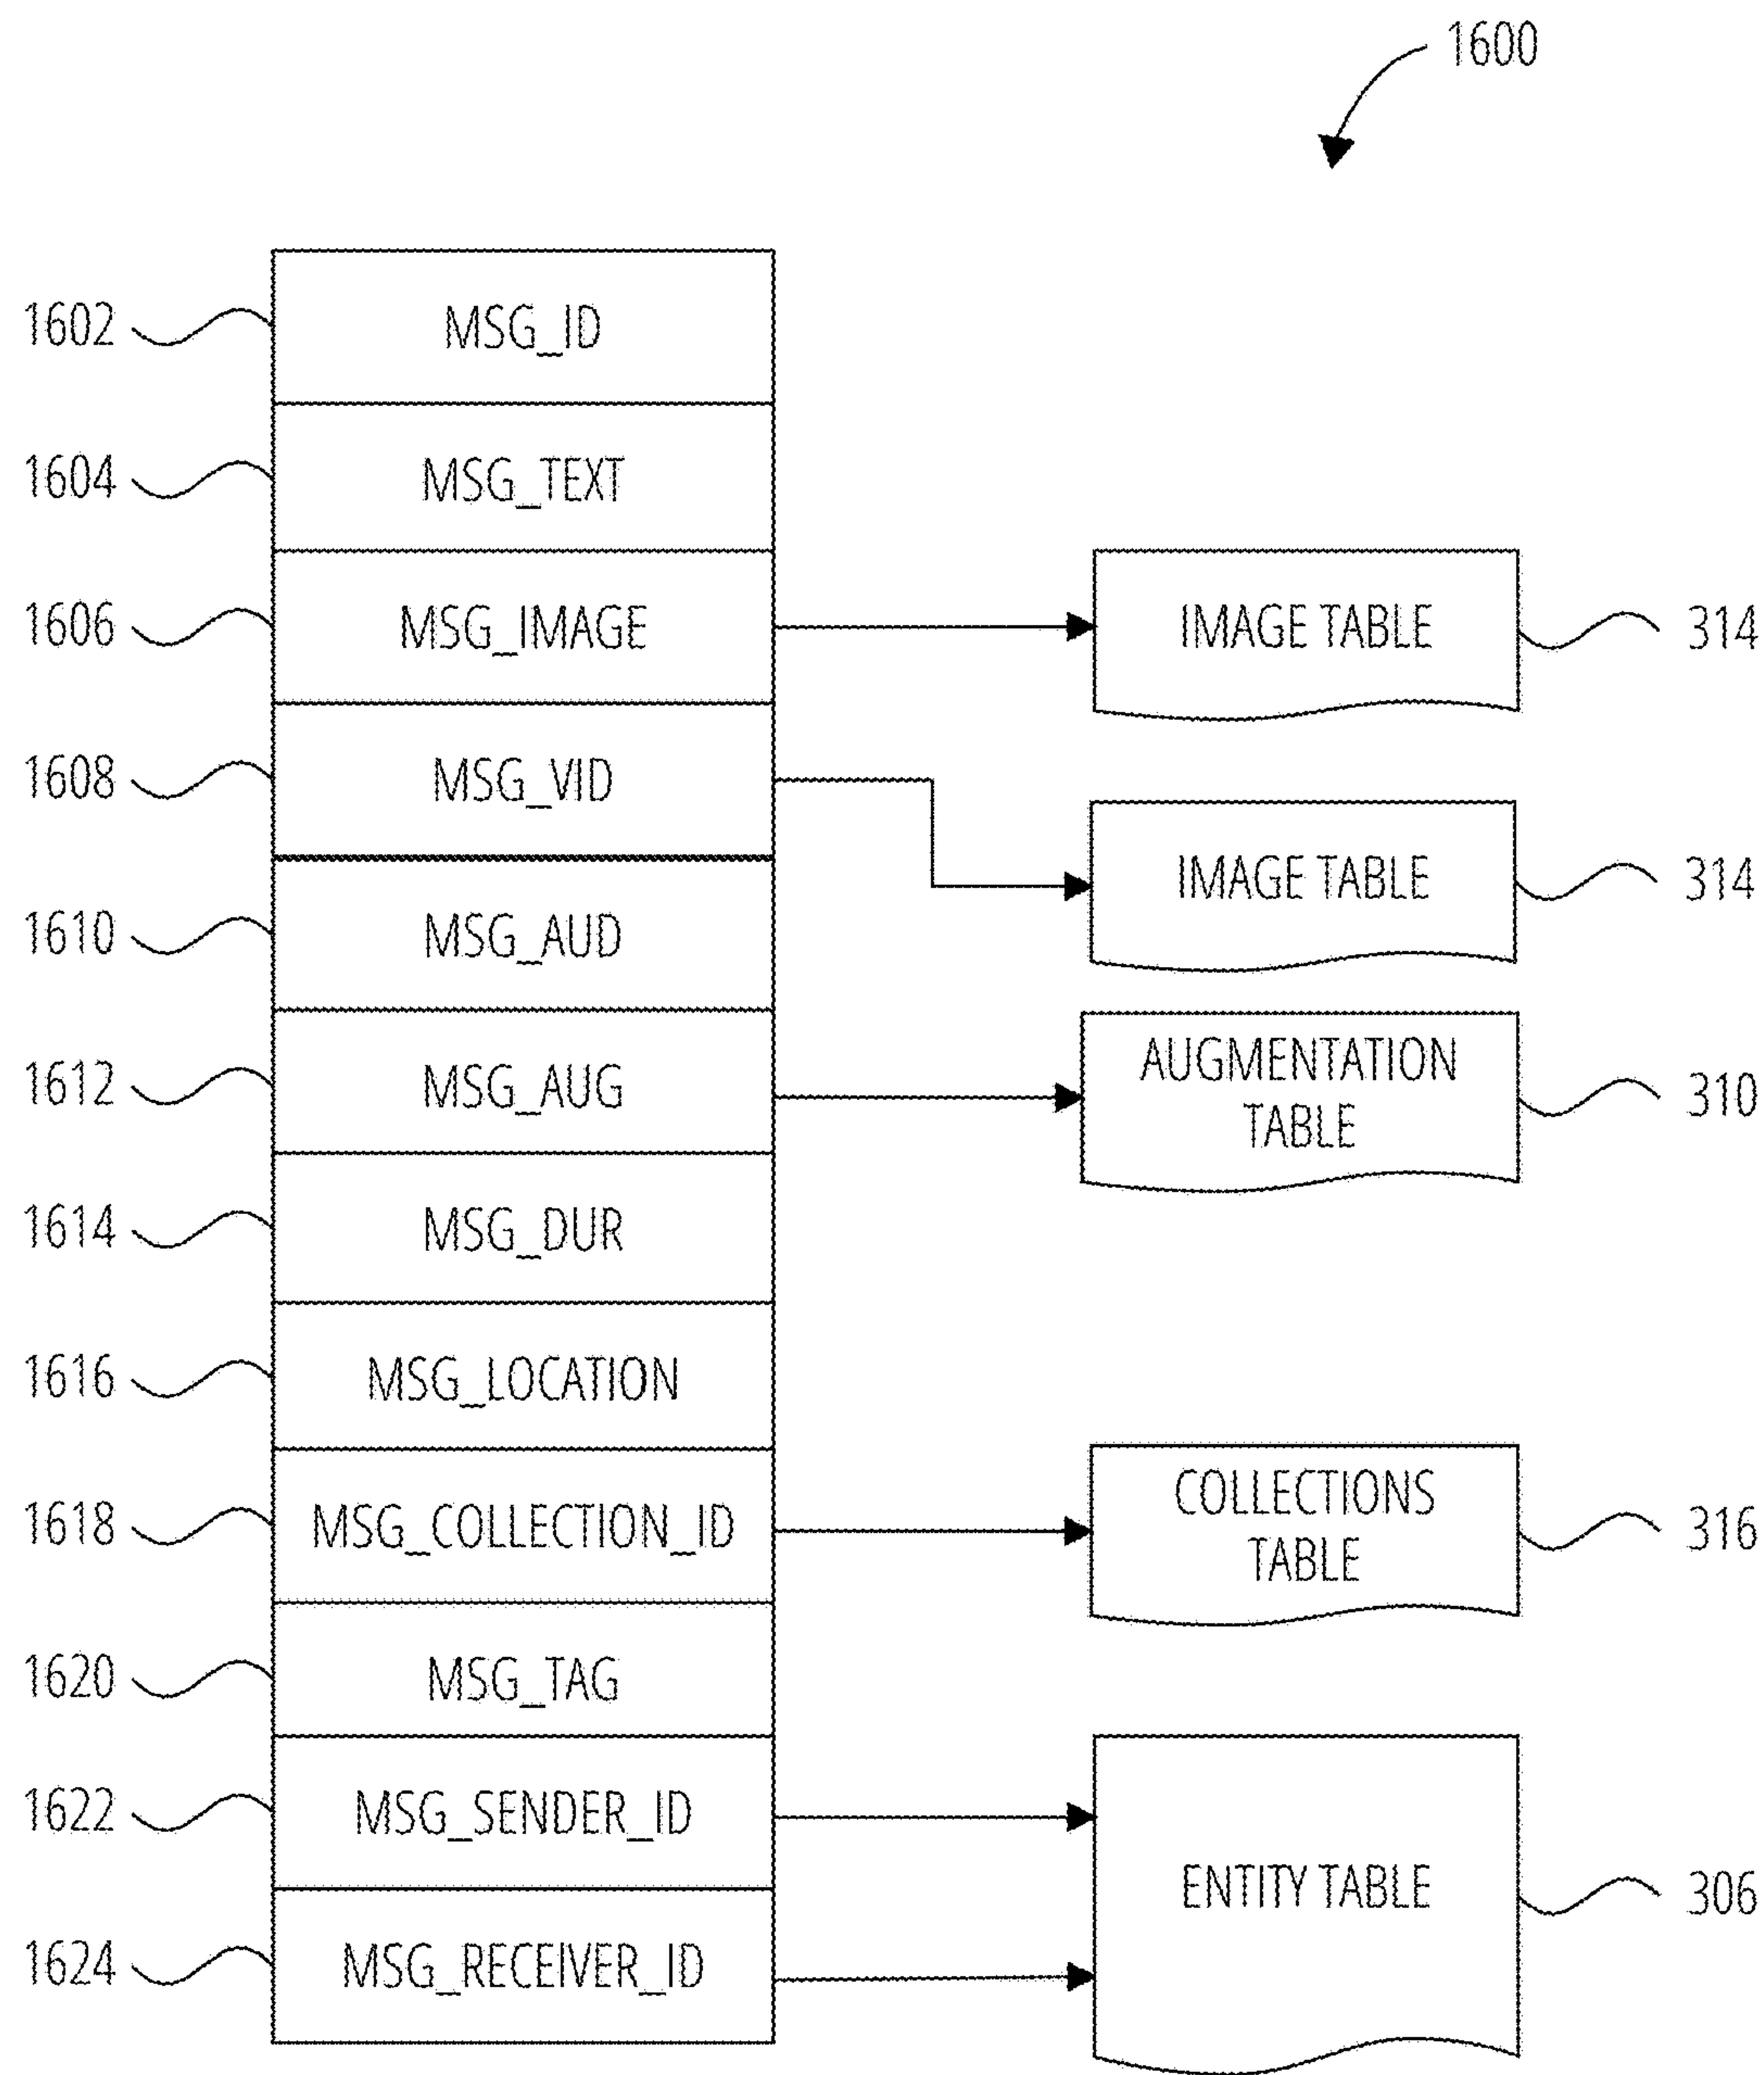 1600
1602
MSG_ID
1604
MSG_TEXT
1606
MSG_IMAGE
IMAGE TABLE
314
1608
MSG_VID
IMAGE TABLE
314
1610
MSG_AUD
1612
MSG_AUG
AUGMENTATION
TABLE
310
1614
MSG_DUR
1616
MSG_LOCATION
1618
MSG_COLLECTION_ID
COLLECTIONS
TABLE
316
1620
MSG_TAG
1622
MSG_SENDER_ID
ENTITY TABLE
306
1624
MSG_RECEIVER_ID